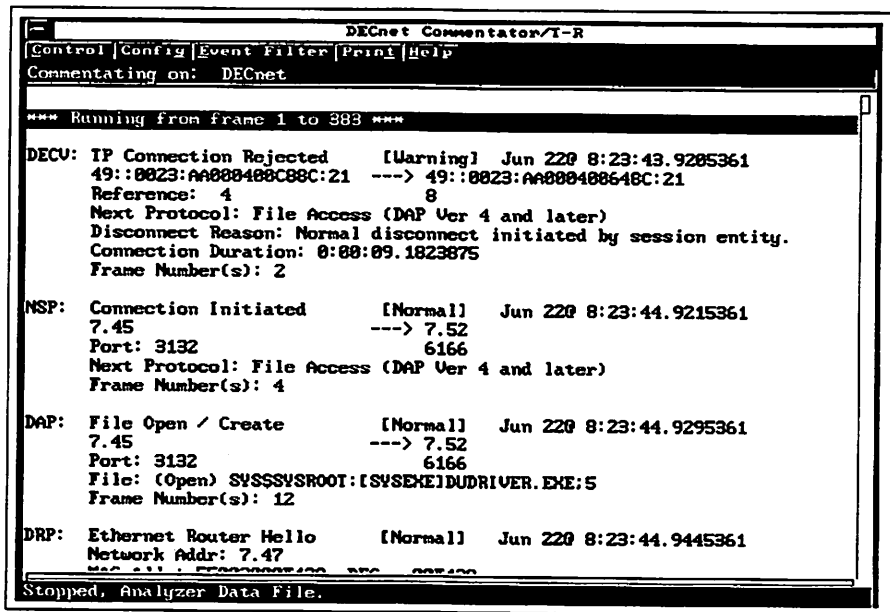 DECnet Commentator/T-R
Control Config Event Filter Print Help
Commentating on: DECnet
*** Running from frame 1 to 383 ***
DECV: TP Connection Rejected [Warning] Jun 22@ 8:23:43.9205361
49::0023:AA000400C88C:21 ---> 49::0023:AA000400648C:21
Reference: 4 8
Next Protocol: File Access (DAP Ver 4 and later)
Disconnect Reason: Normal disconnect initiated by session entity.
Connection Duration: 0:00:09.1823875
Frame Number(s): 2
NSP: Connection Initiated [Normal] Jun 22@ 8:23:44.9215361
7.45 ---> 7.52
Port: 3132 6166
Next Protocol: File Access (DAP Ver 4 and later)
Frame Number(s): 4
DAP: File Open / Create [Normal] Jun 22@ 8:23:44.9295361
7.45 ---> 7.52
Port: 3132 6166
File: (Open) SYS$SYSROOT:[SYSEXE]DUDRIVER.EXE;5
Frame Number(s): 12
DRP: Ethernet Router Hello [Normal] Jun 22@ 8:23:44.9445361
Network Addr: 7.47
Stopped, Analyzer Data File.